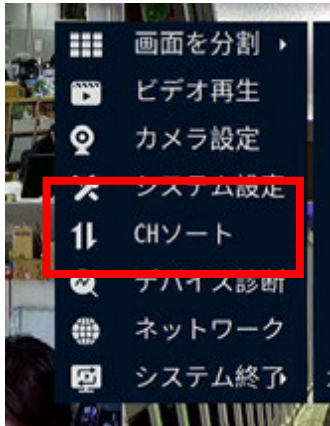 画面を分割
ビデオ再生
カメラ設定
システム設定
CHソート
デバイス診断
ネットワーク
システム終了